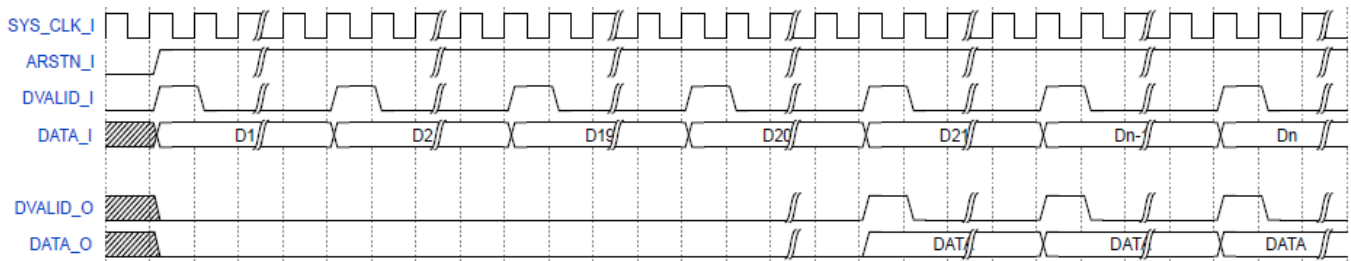 SYS_CLK_I
ARSTN_I
DVALID_I
DATA_I D1 D2 D19 D20 D21 Dn-1 Dn
DVALID_O
DATA_O DATA DATA DATA